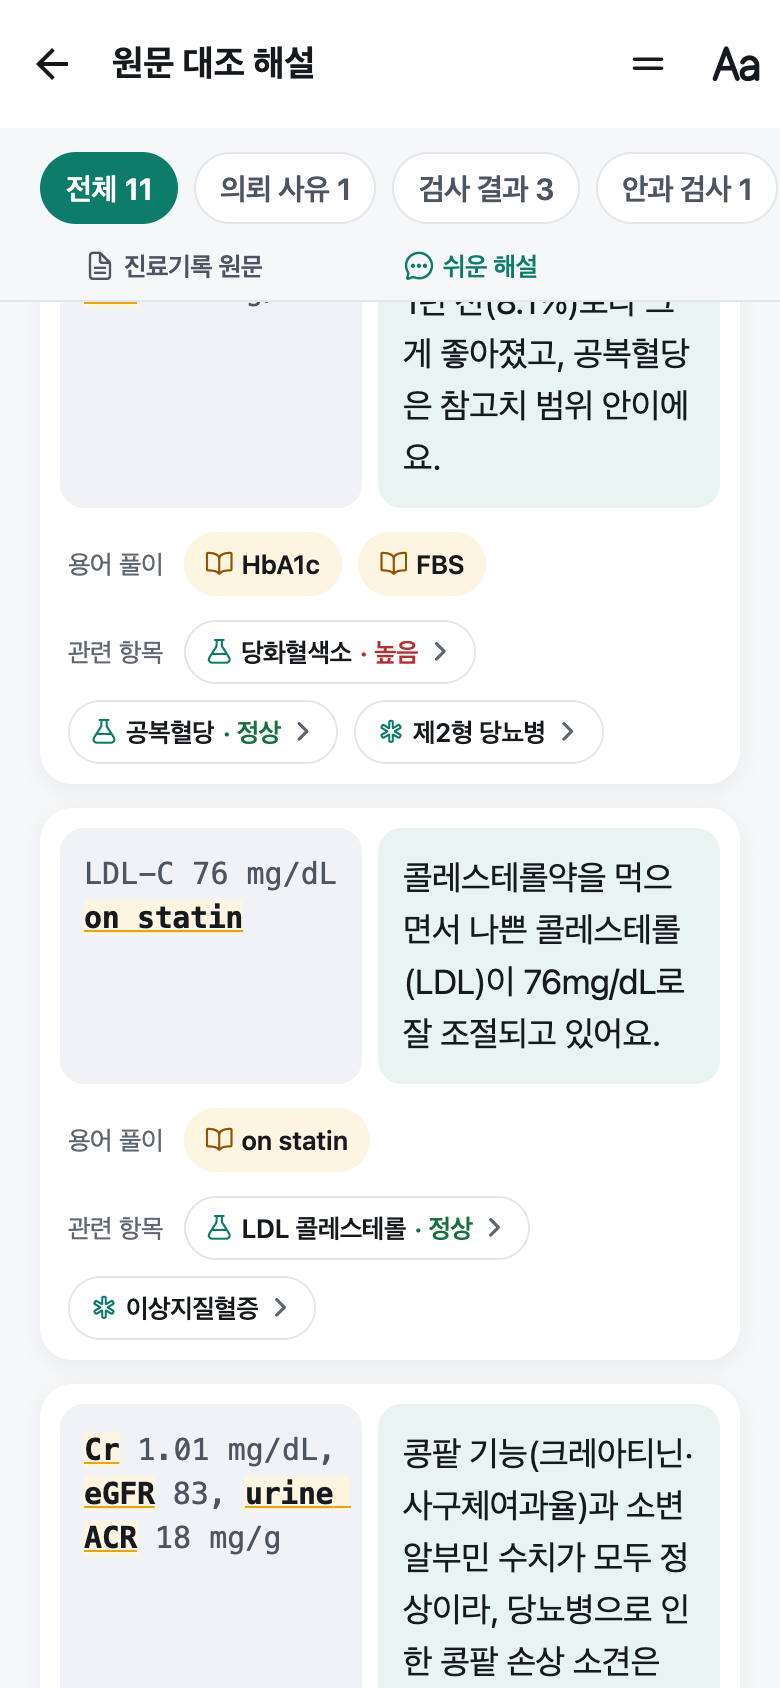 원문 대조 해설
Aa
전체 11
의뢰 사유 1
검사 결과 3
안과 검사 1
진료기록 원문
쉬운 해설
1년 전(8.1%)보다 크
게 좋아졌고, 공복혈당
은 참고치 범위 안이에
요.
용어 풀이
HbA1c
FBS
관련 항목
당화혈색소 · 높음
공복혈당 · 정상
제2형 당뇨병
LDL-C 76 mg/dL
on statin
콜레스테롤약을 먹으
면서 나쁜 콜레스테롤
(LDL)이 76mg/dL로
잘 조절되고 있어요.
용어 풀이
on statin
관련 항목
LDL 콜레스테롤 · 정상
이상지질혈증
Cr 1.01 mg/dL,
eGFR 83, urine
ACR 18 mg/g
콩팥 기능(크레아티닌·
사구체여과율)과 소변
알부민 수치가 모두 정
상이라, 당뇨병으로 인
한 콩팥 손상 소견은